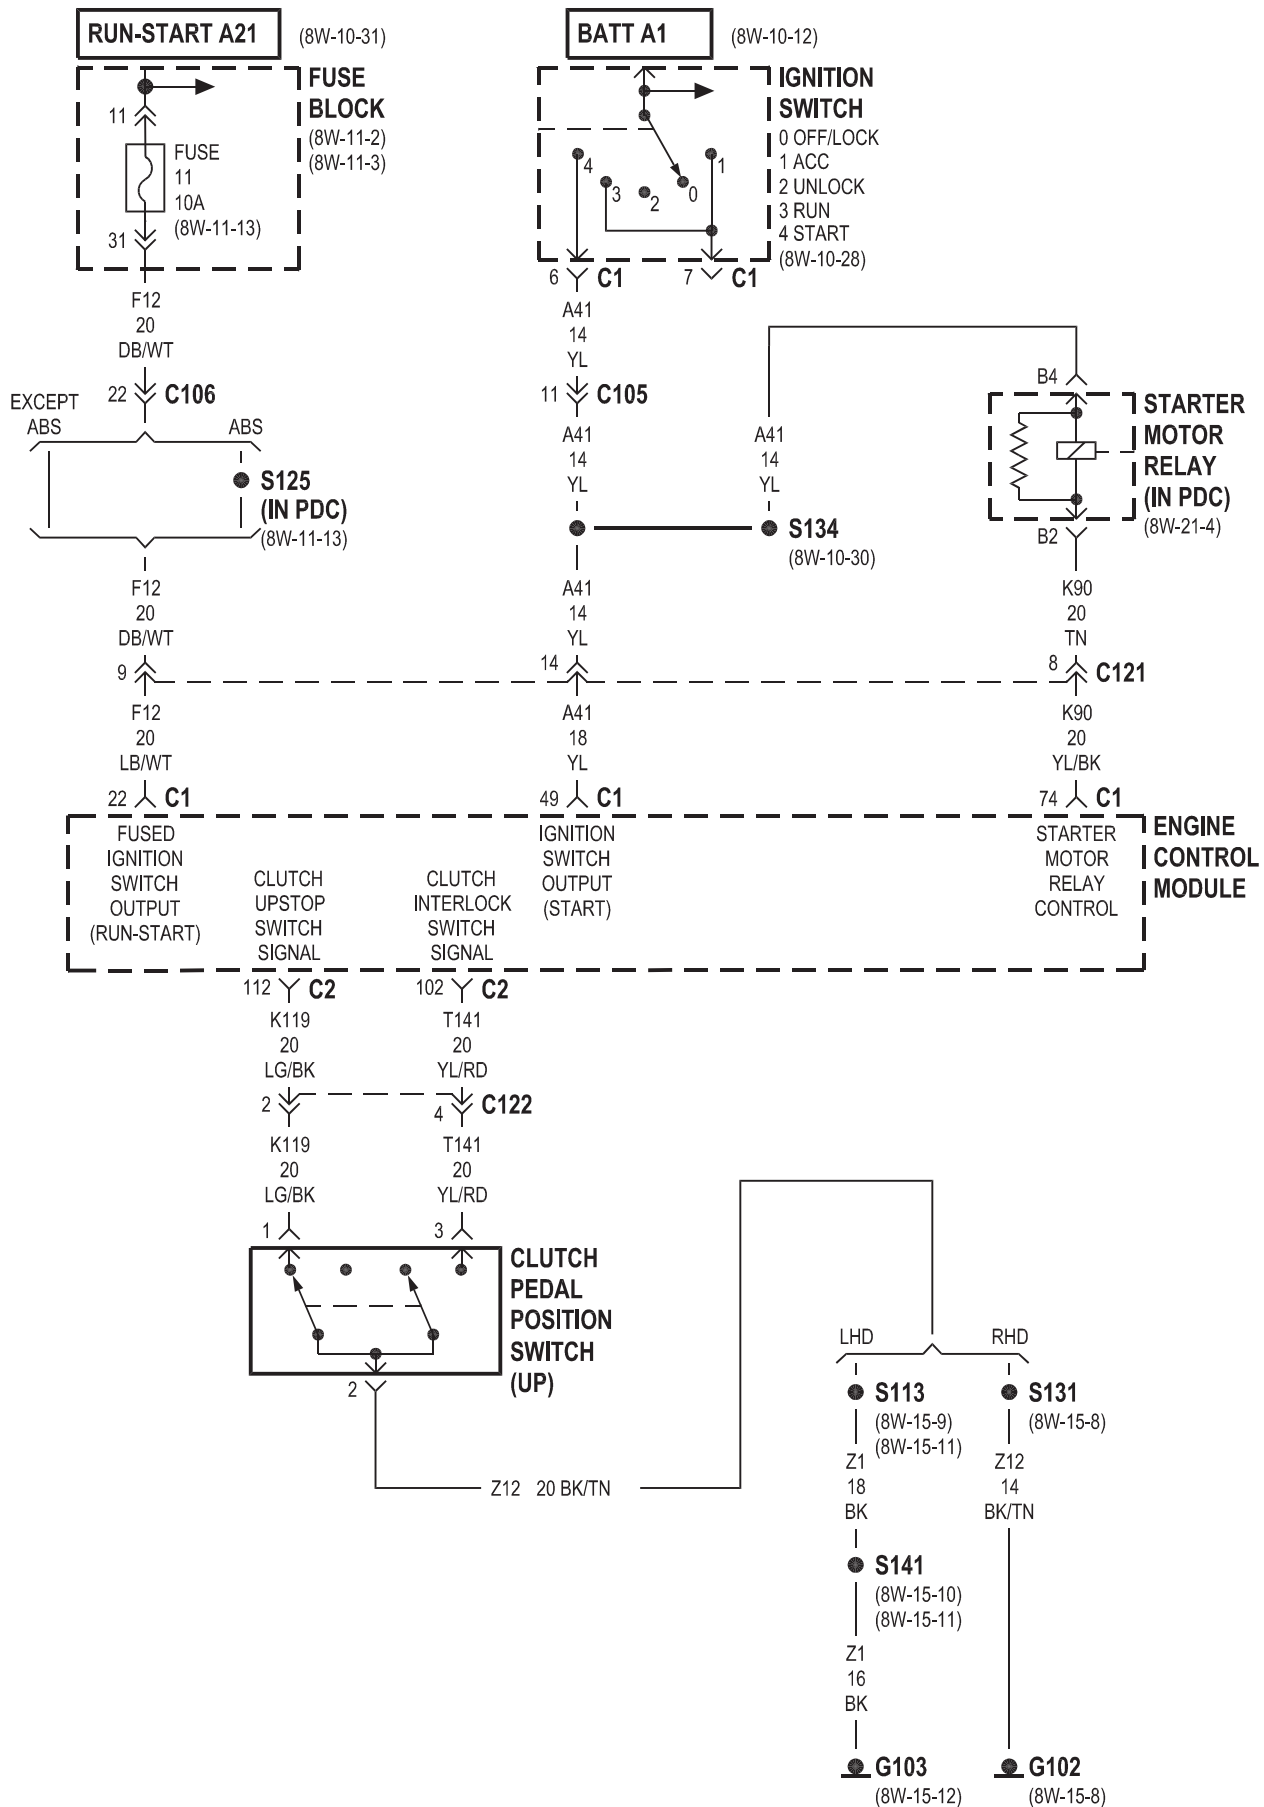 RUN-START A21
(8W-10-31)
BATT A1
(8W-10-12)
FUSE
BLOCK
(8W-11-2)
(8W-11-3)
11
FUSE
11
10A
(8W-11-13)
31
IGNITION
SWITCH
0 OFF/LOCK
1 ACC
2 UNLOCK
3 RUN
4 START
(8W-10-28)
4
3
2
0
1
6
C1
7
C1
F12
20
DB/WT
22
C106
EXCEPT
ABS
ABS
S125
(IN PDC)
(8W-11-13)
F12
20
DB/WT
9
F12
20
LB/WT
22
C1
A41
14
YL
11
C105
A41
14
YL
A41
14
YL
S134
(8W-10-30)
A41
14
YL
14
A41
18
YL
49
C1
B4
STARTER
MOTOR
RELAY
(IN PDC)
(8W-21-4)
B2
K90
20
TN
8
C121
K90
20
YL/BK
74
C1
ENGINE
CONTROL
MODULE
FUSED
IGNITION
SWITCH
OUTPUT
(RUN-START)
CLUTCH
UPSTOP
SWITCH
SIGNAL
CLUTCH
INTERLOCK
SWITCH
SIGNAL
IGNITION
SWITCH
OUTPUT
(START)
STARTER
MOTOR
RELAY
CONTROL
112
C2
102
C2
K119
20
LG/BK
T141
20
YL/RD
2
4
C122
K119
20
LG/BK
T141
20
YL/RD
1
3
CLUTCH
PEDAL
POSITION
SWITCH
(UP)
2
Z12 20 BK/TN
LHD
RHD
S113
(8W-15-9)
(8W-15-11)
S131
(8W-15-8)
Z1
18
BK
Z12
14
BK/TN
S141
(8W-15-10)
(8W-15-11)
Z1
16
BK
G103
(8W-15-12)
G102
(8W-15-8)